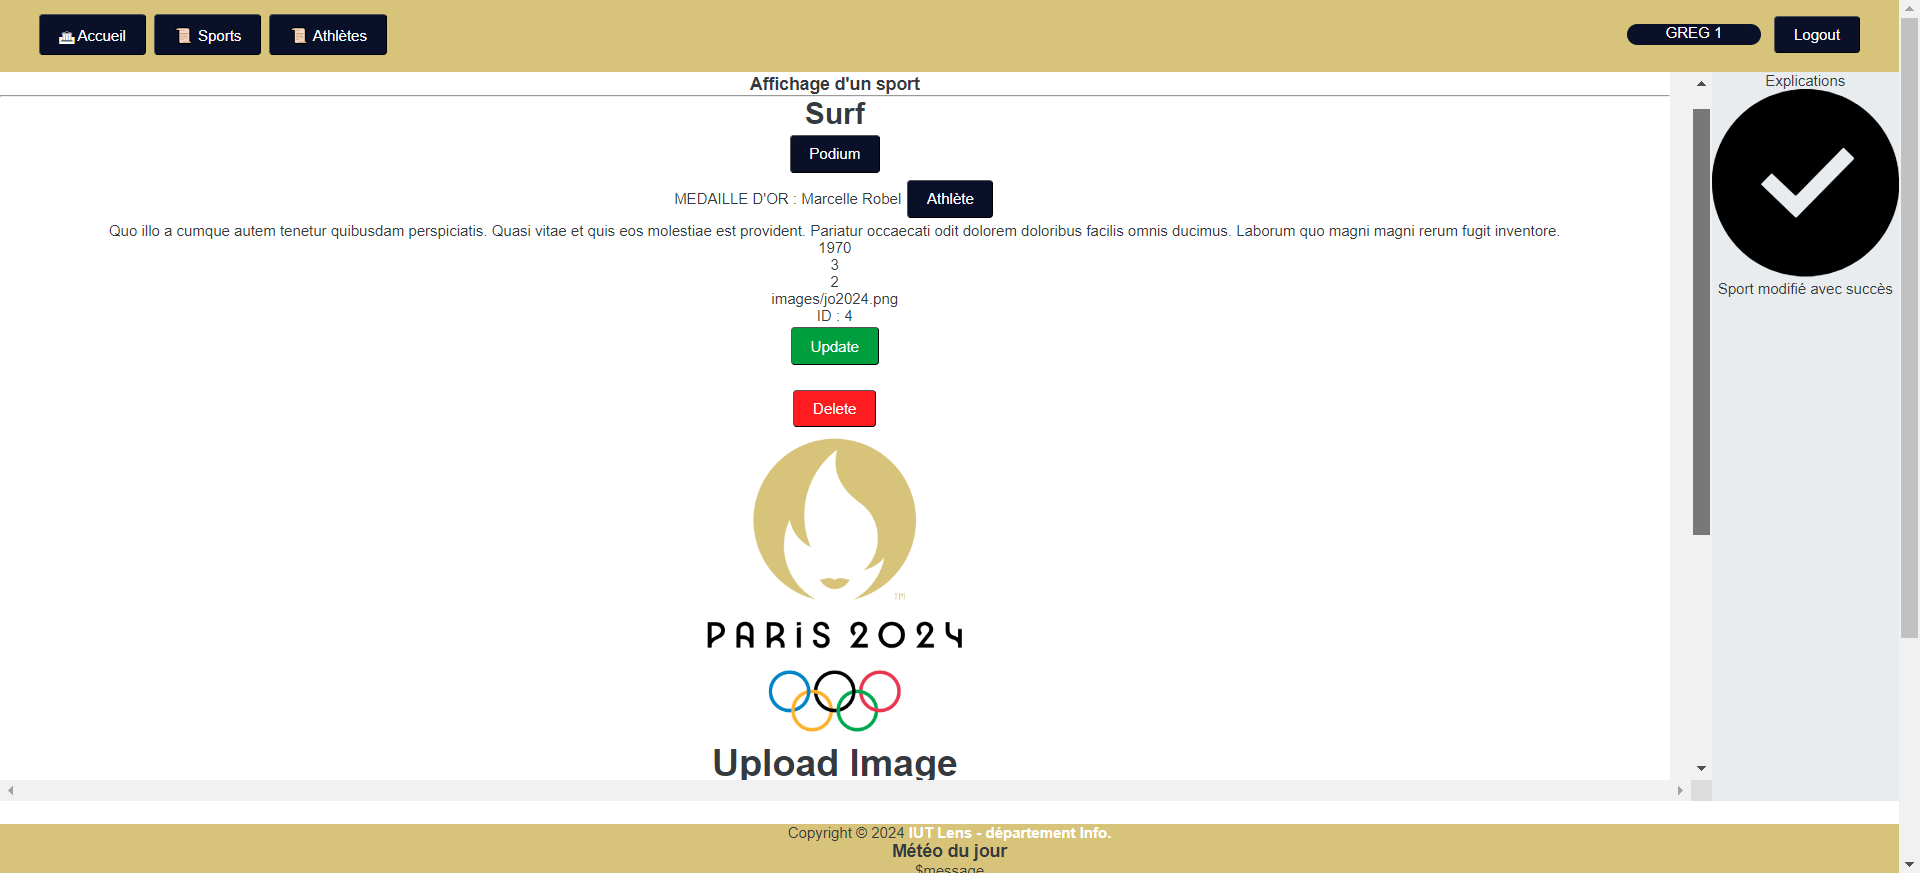 Accueil
Sports
Athlètes
GREG 1
Logout
Affichage d'un sport
Surf
Podium
MEDAILLE D'OR : Marcelle Robel Athlète
Quo illo a cumque autem tenetur quibusdam perspiciatis. Quasi vitae et quis eos molestiae est provident. Pariatur occaecati odit dolorem doloribus facilis omnis ducimus. Laborum quo magni magni rerum fugit inventore.
1970
3
2
images/jo2024.png
ID : 4
Update
Delete
TM
PARiS 2024
Upload Image
Explications
Sport modifié avec succès
Copyright © 2024 IUT Lens - département Info.
Météo du jour
$message